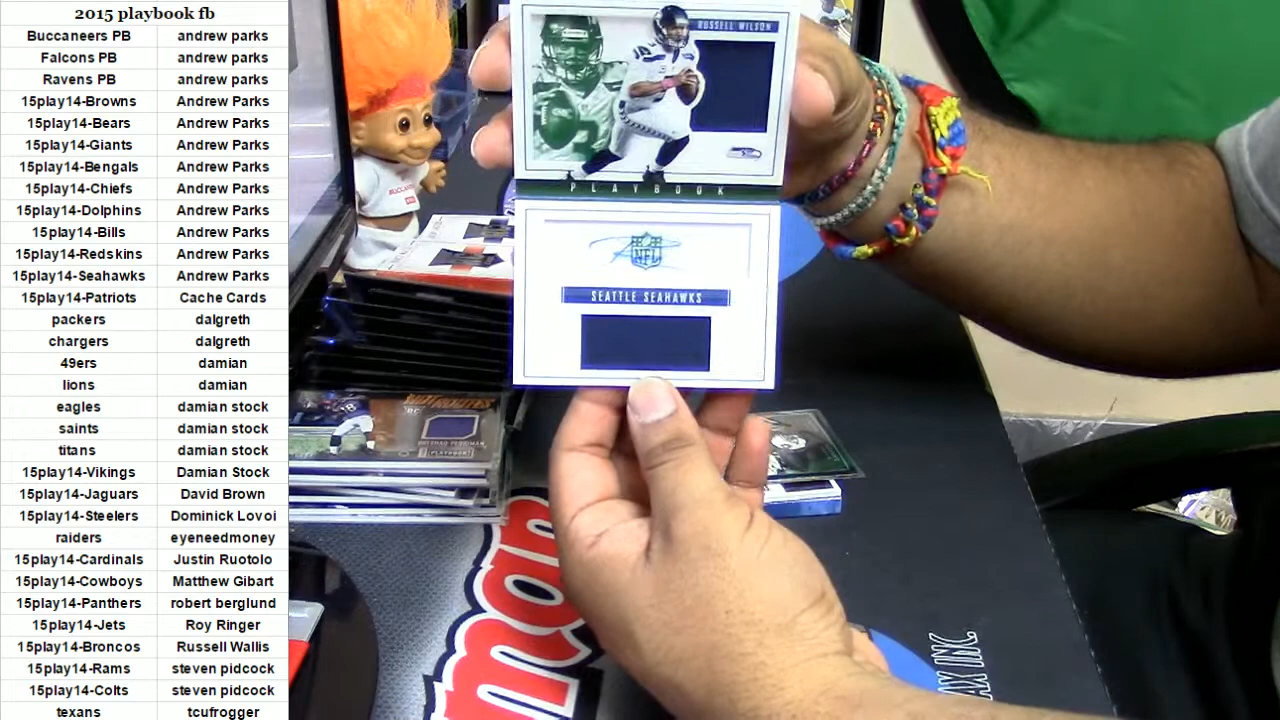 2015 playbook fb
Buccaneers PB andrew parks
Falcons PB andrew parks
Ravens PB andrew parks
15play14-Browns Andrew Parks
15play14-Bears Andrew Parks
15play14-Giants Andrew Parks
15play14-Bengals Andrew Parks
15play14-Chiefs Andrew Parks
15play14-Dolphins Andrew Parks
15play14-Bills Andrew Parks
15play14-Redskins Andrew Parks
15play14-Seahawks Andrew Parks
15play14-Patriots Cache Cards
packers dalgreth
chargers dalgreth
49ers damian
lions damian
eagles damian stock
saints damian stock
titans damian stock
15play14-Vikings Damian Stock
15play14-Jaguars David Brown
15play14-Steelers Dominick Lovoi
raiders eyeneedmoney
15play14-Cardinals Justin Ruotolo
15play14-Cowboys Matthew Gibart
15play14-Panthers robert berglund
15play14-Jets Roy Ringer
15play14-Broncos Russell Wallis
15play14-Rams steven pidcock
15play14-Colts steven pidcock
texans tcufrogger
RUSSELL WILSON
PLAYBOOK
NFL
SEATTLE SEAHAWKS
RC
PLAYBOOK
AX INC